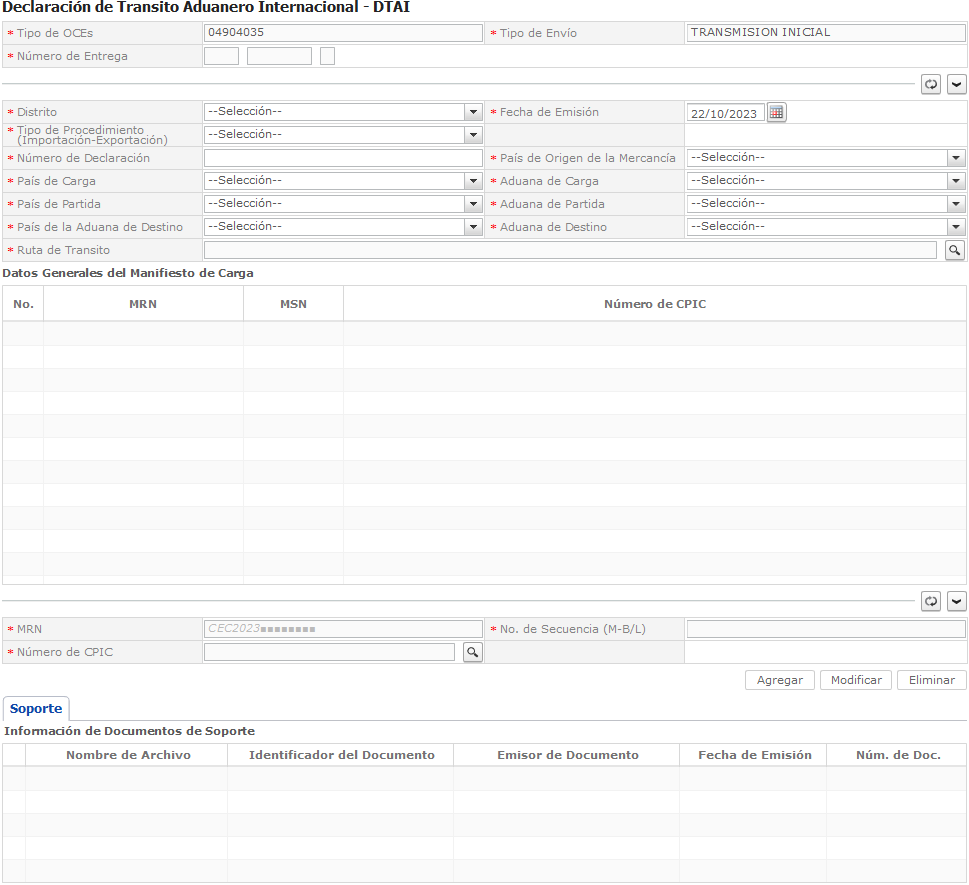 Declaración de Transito Aduanero Internacional - DTAI
* Tipo de OCEs 04904035 * Tipo de Envío TRANSMISION INICIAL
* Número de Entrega
* Distrito --Selección-- * Fecha de Emisión 22/10/2023
* Tipo de Procedimiento
(Importación-Exportación) --Selección--
* Número de Declaración * País de Origen de la Mercancía --Selección--
* País de Carga --Selección-- * Aduana de Carga --Selección--
* País de Partida --Selección-- * Aduana de Partida --Selección--
* País de la Aduana de Destino --Selección-- * Aduana de Destino --Selección--
* Ruta de Transito
Datos Generales del Manifiesto de Carga
No. MRN MSN Número de CPIC
* MRN CEC2023■■■■■■■■ * No. de Secuencia (M-B/L)
* Número de CPIC
Agregar Modificar Eliminar
Soporte
Información de Documentos de Soporte
Nombre de Archivo Identificador del Documento Emisor de Documento Fecha de Emisión Núm. de Doc.